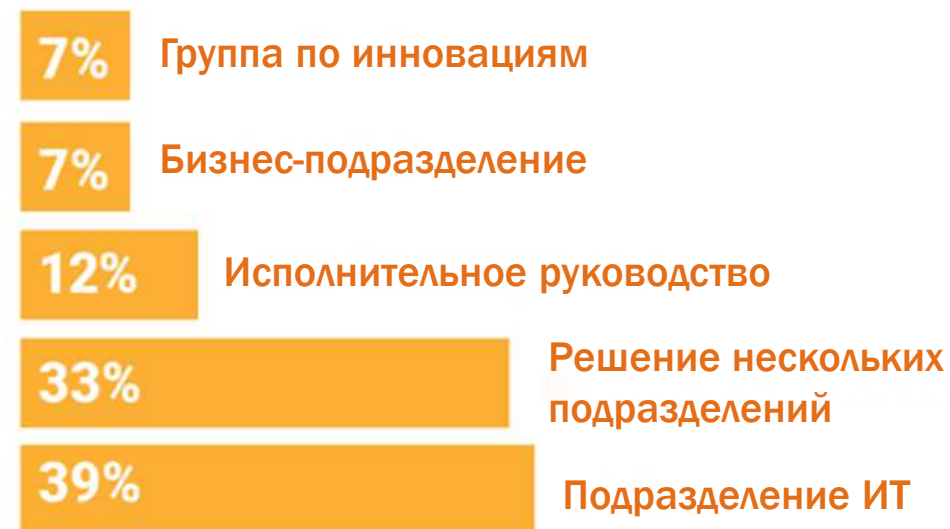 7% Группа по инновациям
7% Бизнес-подразделение
12% Исполнительное руководство
33% Решение нескольких
подразделений
39% Подразделение ИТ